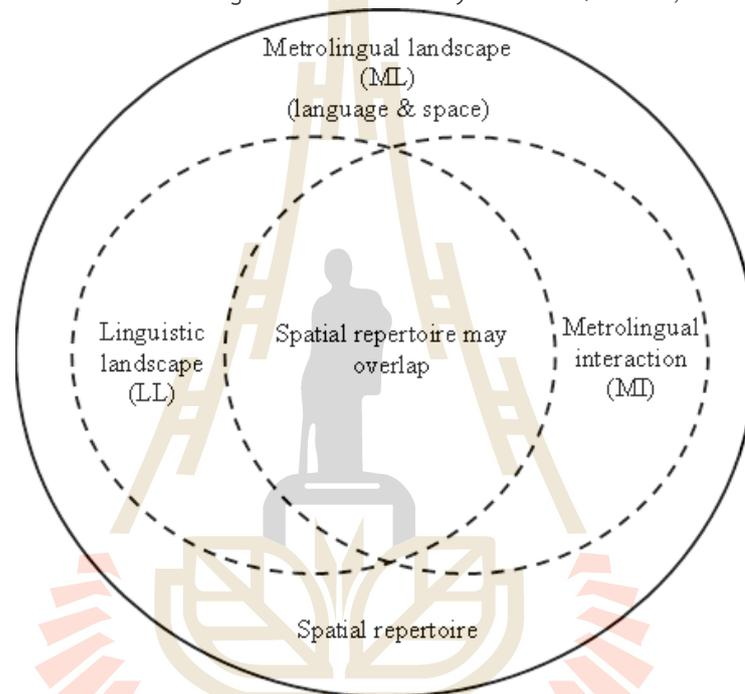 Metrolingual landscape
(ML)
(language & space)
Linguistic
landscape
(LL)
Spatial repertoire may
overlap
Metrolingual
interaction
(MI)
Spatial repertoire